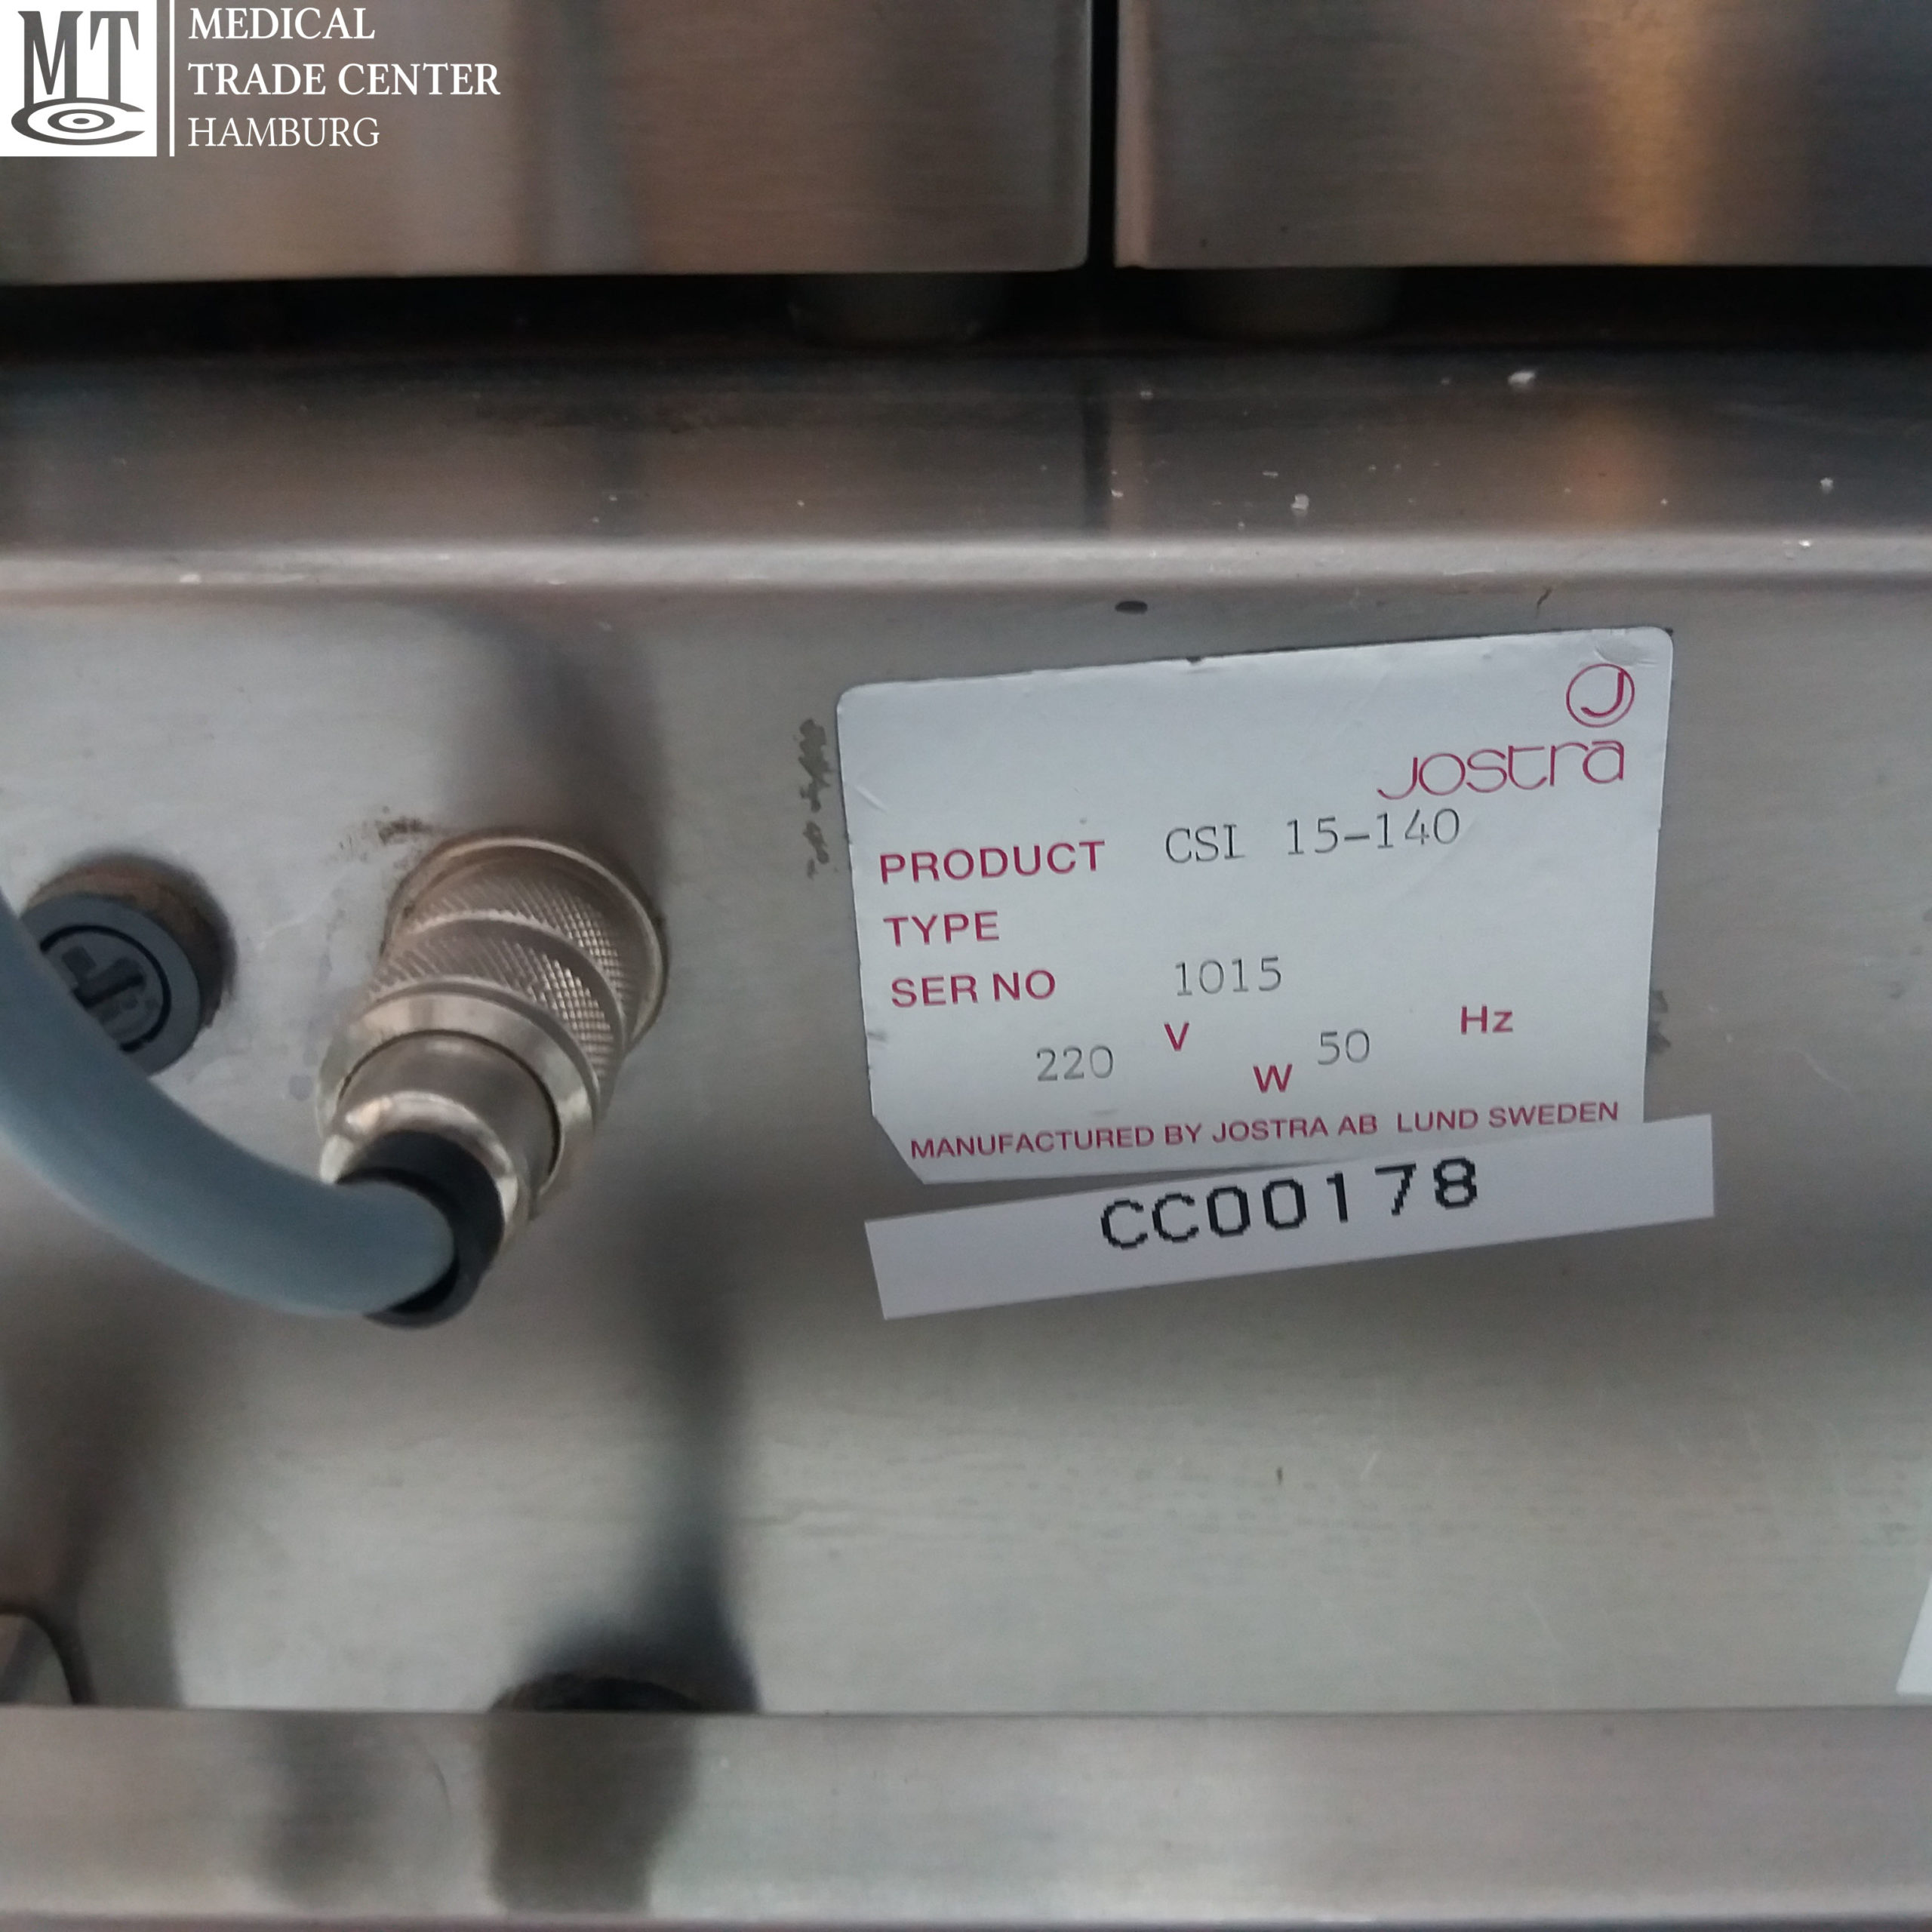 MTC
MEDICAL
TRADE CENTER
HAMBURG
J
Jostra
PRODUCT CSI 15-140
TYPE
SER NO 1015
220 V W 50 Hz
MANUFACTURED BY JOSTRA AB LUND SWEDEN
CC00178